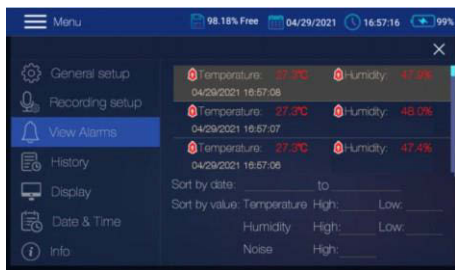 Menu 98.18% Free 04/29/2021 16:57:16 99%
General setup
Recording setup
View Alarms
History
Display
Date & Time
Info
Temperature: 27.3℃ Humidity: 47.9%
04/29/2021 16:57:08
Temperature: 27.3℃ Humidity: 48.0%
04/29/2021 16:57:07
Temperature: 27.3℃ Humidity: 47.4%
04/29/2021 16:57:06
Sort by date: to
Sort by value: Temperature High: Low:
Humidity High: Low:
Noise High: